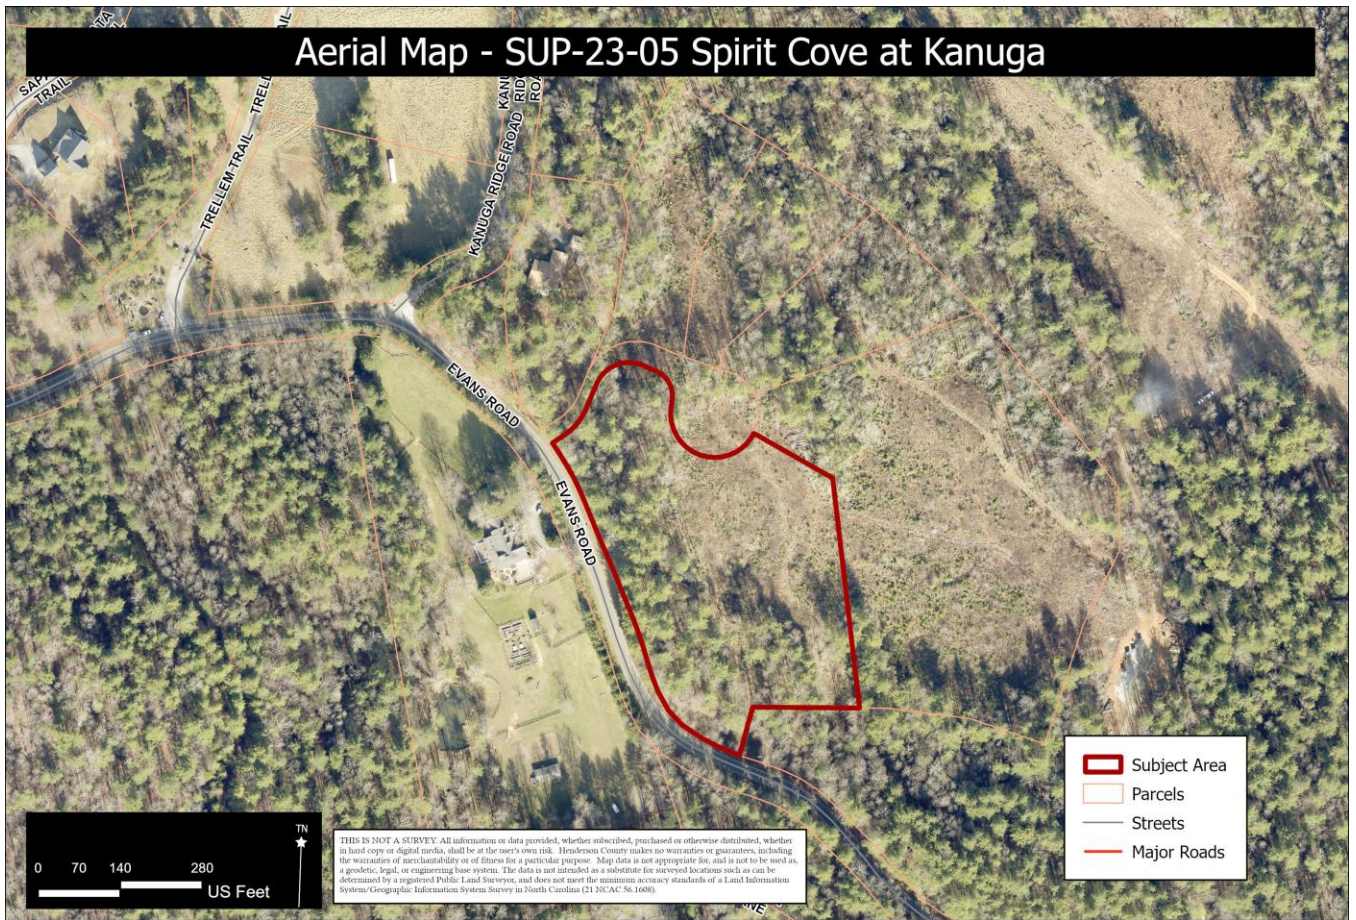 Aerial Map - SUP-23-05 Spirit Cove at Kanuga
TRAIL
TRELLEM TRAIL
KANUGA RIDGE ROAD
EVANS ROAD
EVANS ROAD
Subject Area
Parcels
Streets
Major Roads
TN
0 70 140 280
US Feet
THIS IS NOT A SURVEY. All information or data provided, whether subscribed, purchased or otherwise distributed, whether
in hard copy or digital media, shall be at the user's own risk. Henderson County makes no warranties or guarantees, including
the warranties of merchantability or of fitness for a particular purpose. Map data is not appropriate for, and is not to be used as,
a geodetic, legal, or engineering base system. The data is not intended as a substitute for surveyed locations such as can be
determined by a registered Public Land Surveyor, and does not meet the minimum accuracy standards of a Land Information
System/Geographic Information System Survey in North Carolina (21 NCAC 56.1608).